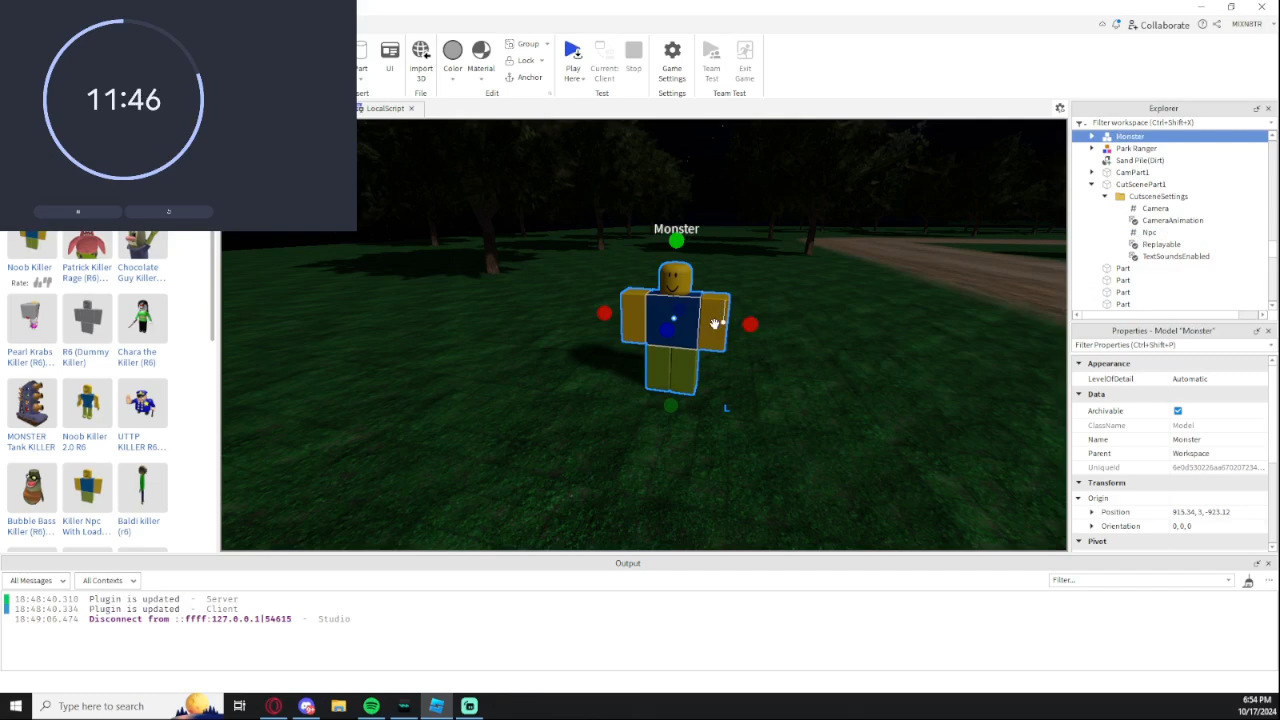 11:46
Collaborate
MIXNBTR
Part
UI
Import
3D
Color
Material
Group
Lock
Anchor
Play
Here
Current:
Client
Stop
Game
Settings
Team
Test
Exit
Game
File
Edit
Test
Settings
Team Test
LocalScript
Noob Killer
Rate:
Patrick Killer
Rage (R6)...
Chocolate
Guy Killer...
Pearl Krabs
Killer (R6)...
R6 (Dummy
Killer)
Chara the
Killer (R6)
MONSTER
Tank KILLER
Noob Killer
2.0 R6
UTTP
KILLER R6...
Bubble Bass
Killer (R6)...
Killer Npc
With Load...
Baldi killer
(r6)
Monster
L
Explorer
Filter workspace (Ctrl+Shift+X)
Monster
Park Ranger
Sand Pile(Dirt)
CamPart1
CutScenePart1
CutsceneSettings
Camera
CameraAnimation
Npc
Replayable
TextSoundsEnabled
Part
Part
Part
Part
Properties - Model "Monster"
Filter Properties (Ctrl+Shift+P)
Appearance
LevelOfDetail Automatic
Data
Archivable
ClassName Model
Name Monster
Parent Workspace
UniqueId 6e0d530226aa670207234...
Transform
Origin
Position 915.34, 3, -923.12
Orientation 0, 0, 0
Pivot
Output
All Messages All Contexts Filter...
18:48:40.310 Plugin is updated - Server
18:48:40.334 Plugin is updated - Client
18:49:06.474 Disconnect from ::ffff:127.0.0.1|54615 - Studio
Type here to search
6:54 PM
10/17/2024